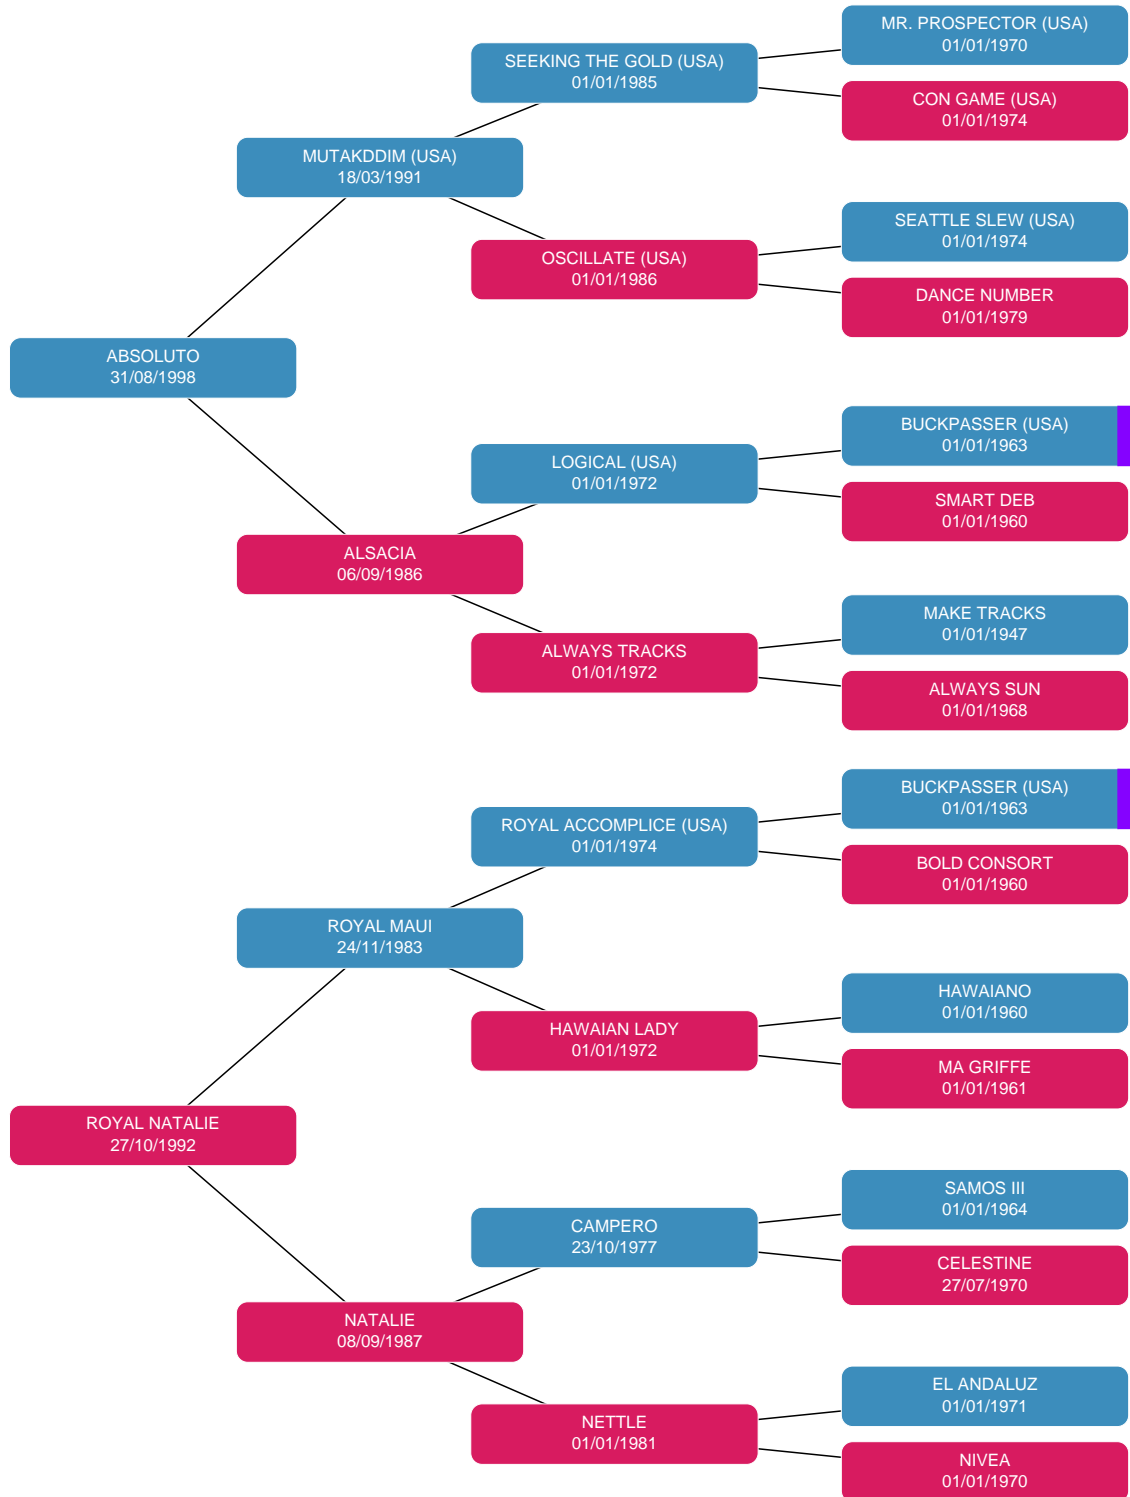 MR. PROSPECTOR (USA)
01/01/1970
SEEKING THE GOLD (USA)
01/01/1985
CON GAME (USA)
01/01/1974
MUTAKDDIM (USA)
18/03/1991
SEATTLE SLEW (USA)
01/01/1974
OSCILLATE (USA)
01/01/1986
DANCE NUMBER
01/01/1979
ABSOLUTO
31/08/1998
BUCKPASSER (USA)
01/01/1963
LOGICAL (USA)
01/01/1972
SMART DEB
01/01/1960
ALSACIA
06/09/1986
MAKE TRACKS
01/01/1947
ALWAYS TRACKS
01/01/1972
ALWAYS SUN
01/01/1968
BUCKPASSER (USA)
01/01/1963
ROYAL ACCOMPLICE (USA)
01/01/1974
BOLD CONSORT
01/01/1960
ROYAL MAUI
24/11/1983
HAWAIANO
01/01/1960
HAWAIAN LADY
01/01/1972
MA GRIFFE
01/01/1961
ROYAL NATALIE
27/10/1992
SAMOS III
01/01/1964
CAMPERO
23/10/1977
CELESTINE
27/07/1970
NATALIE
08/09/1987
EL ANDALUZ
01/01/1971
NETTLE
01/01/1981
NIVEA
01/01/1970